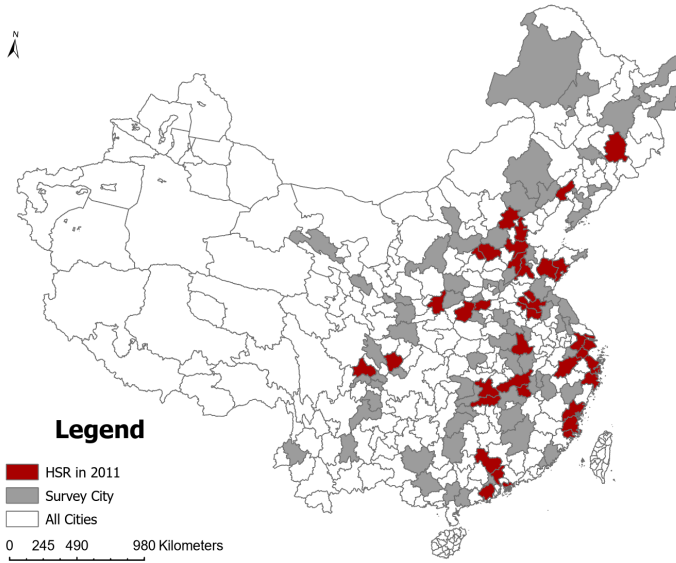 N
Legend
HSR in 2011
Survey City
All Cities
0 245 490 980 Kilometers